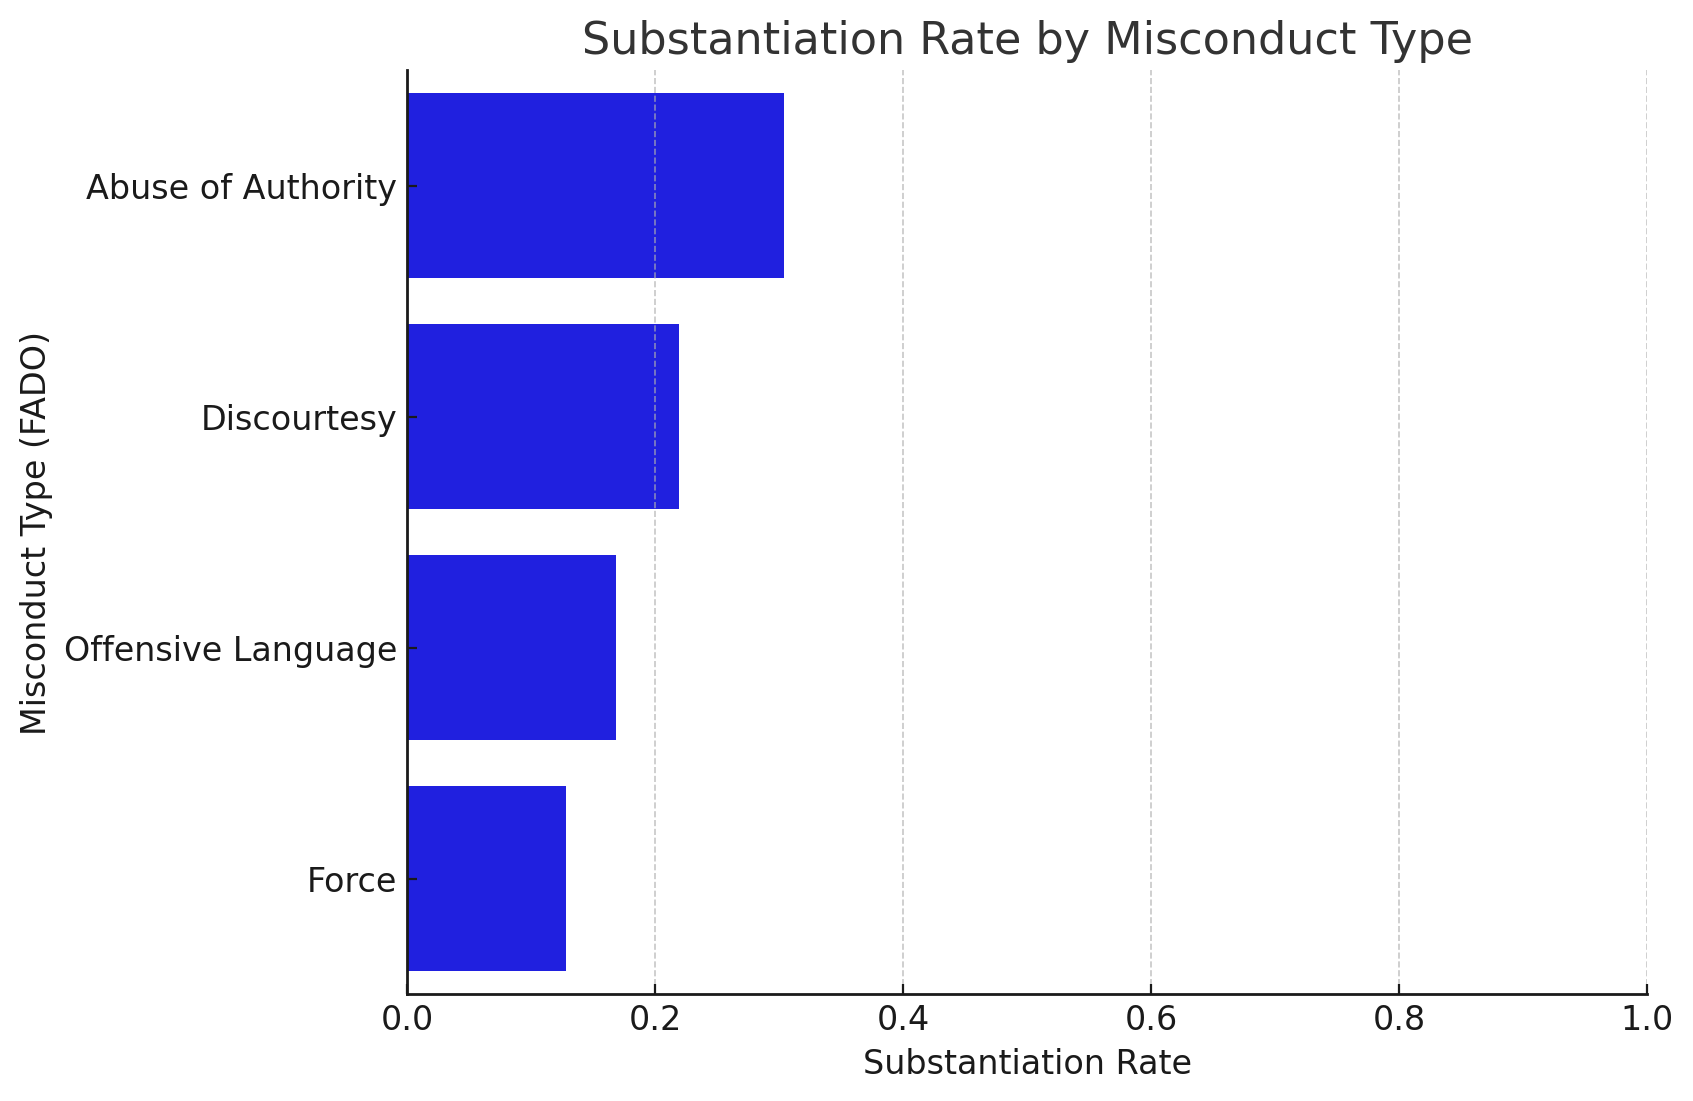 Substantiation Rate by Misconduct Type
Misconduct Type (FADO)
Abuse of Authority
Discourtesy
Offensive Language
Force
0.0 0.2 0.4 0.6 0.8 1.0
Substantiation Rate